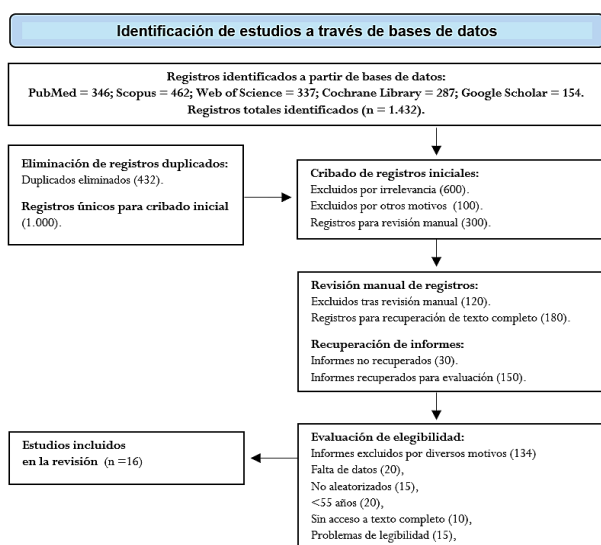 Identificación de estudios a través de bases de datos
Registros identificados a partir de bases de datos:
PubMed = 346; Scopus = 462; Web of Science = 337; Cochrane Library = 287; Google Scholar = 154.
Registros totales identificados (n = 1.432).
Eliminación de registros duplicados:
Duplicados eliminados (432).
Registros únicos para cribado inicial
(1.000).
Cribado de registros iniciales:
Excluidos por irrelevancia (600).
Excluidos por otros motivos (100).
Registros para revisión manual (300).
Revisión manual de registros:
Excluidos tras revisión manual (120).
Registros para recuperación de texto completo (180).
Recuperación de informes:
Informes no recuperados (30).
Informes recuperados para evaluación (150).
Estudios incluidos
en la revisión (n =16)
Evaluación de elegibilidad:
Informes excluidos por diversos motivos (134)
Falta de datos (20),
No aleatorizados (15),
<55 años (20),
Sin acceso a texto completo (10),
Problemas de legibilidad (15),